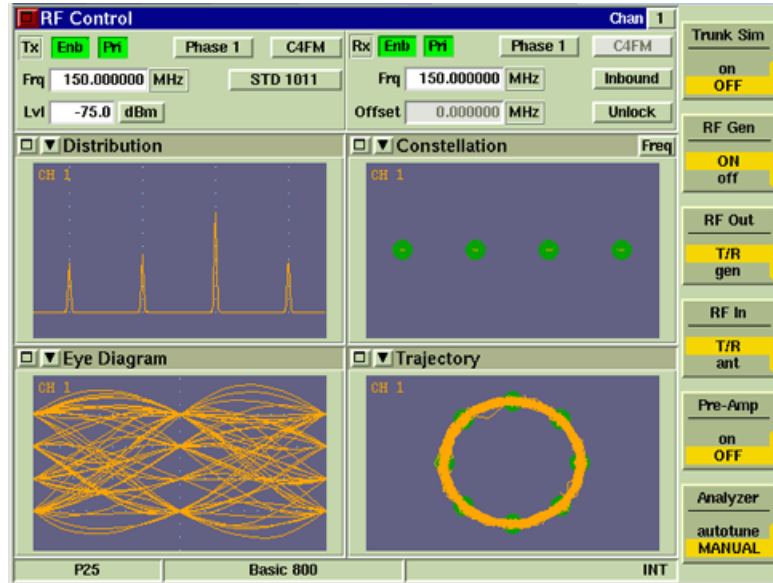 RF Control Chan 1
Tx Enb Pri Phase 1 C4FM
Frq 150.000000 MHz STD 1011
Lvl -75.0 dBm
Rx Enb Pri Phase 1 C4FM
Frq 150.000000 MHz Inbound
Offset 0.000000 MHz Unlock
Distribution
CH 1
Constellation Freq
CH 1
Eye Diagram
CH 1
Trajectory
CH 1
P25 Basic 800 INT
Trunk Sim
on
OFF
RF Gen
ON
off
RF Out
T/R
gen
RF In
T/R
ant
Pre-Amp
on
OFF
Analyzer
autotune
MANUAL